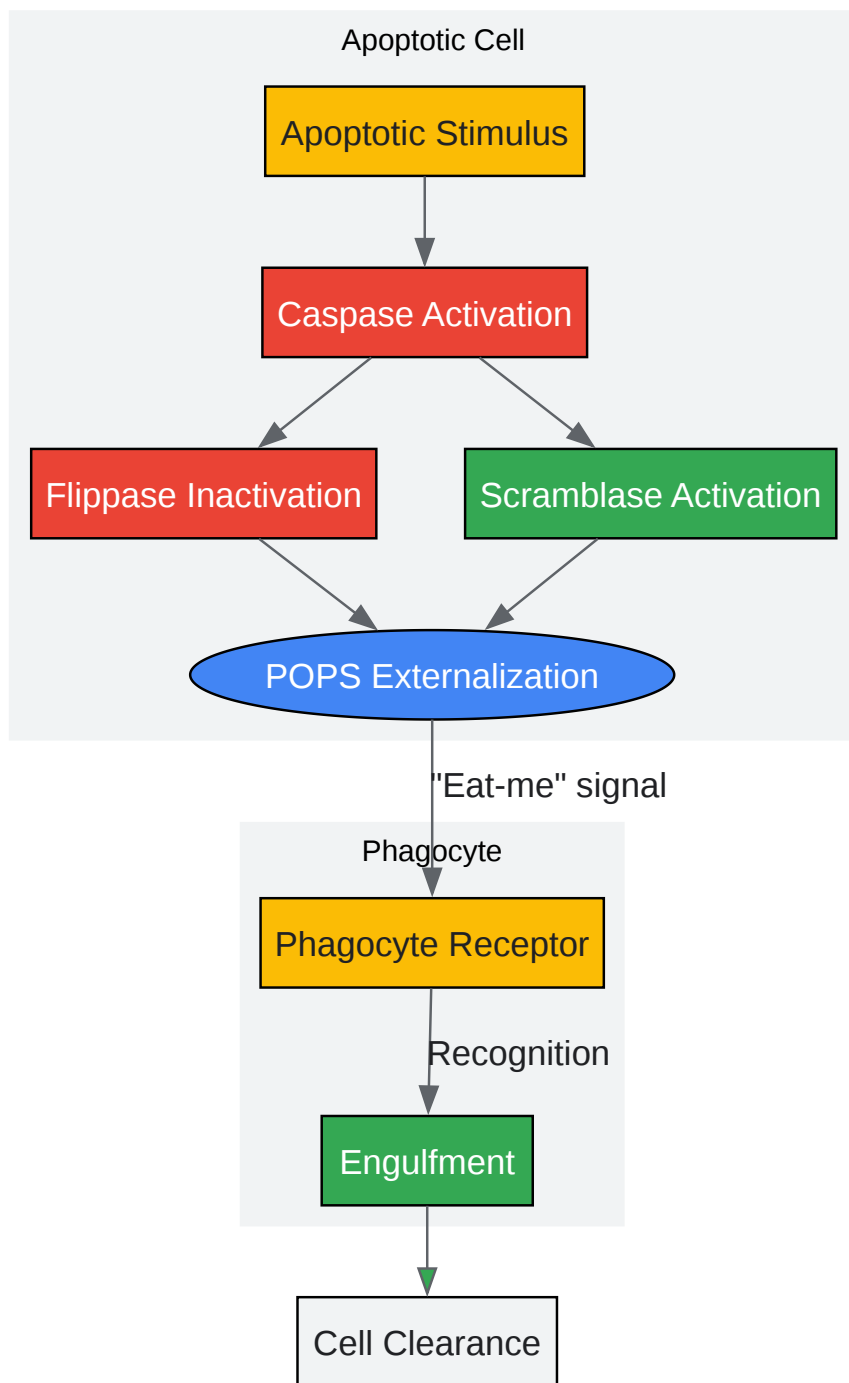 Apoptotic Cell
Apoptotic Stimulus
Caspase Activation
Flippase Inactivation
Scramblase Activation
POPS Externalization
"Eat-me" signal
Phagocyte
Phagocyte Receptor
Recognition
Engulfment
Cell Clearance